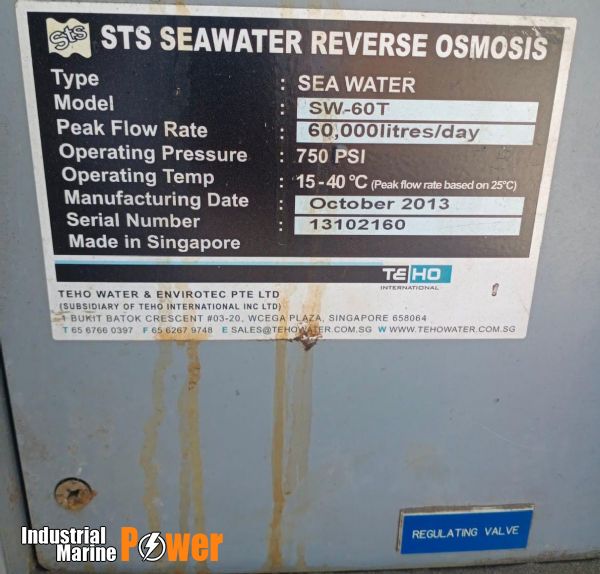 sts STS SEAWATER REVERSE OSMOSIS
Type : SEA WATER
Model : SW-60T
Peak Flow Rate : 60,000litres/day
Operating Pressure : 750 PSI
Operating Temp : 15-40 °C (Peak flow rate based on 25°C)
Manufacturing Date : October 2013
Serial Number : 13102160
Made in Singapore
TEHO
INTERNATIONAL
TEHO WATER & ENVIROTEC PTE LTD
(SUBSIDIARY OF TEHO INTERNATIONAL INC LTD)
1 BUKIT BATOK CRESCENT #03-20, WCEGA PLAZA, SINGAPORE 658064
T 65 6766 0397 F 65 6267 9748 E SALES@TEHOWATER.COM.SG W WWW.TEHOWATER.COM.SG
REGULATING VALVE
Industrial
Marine Power